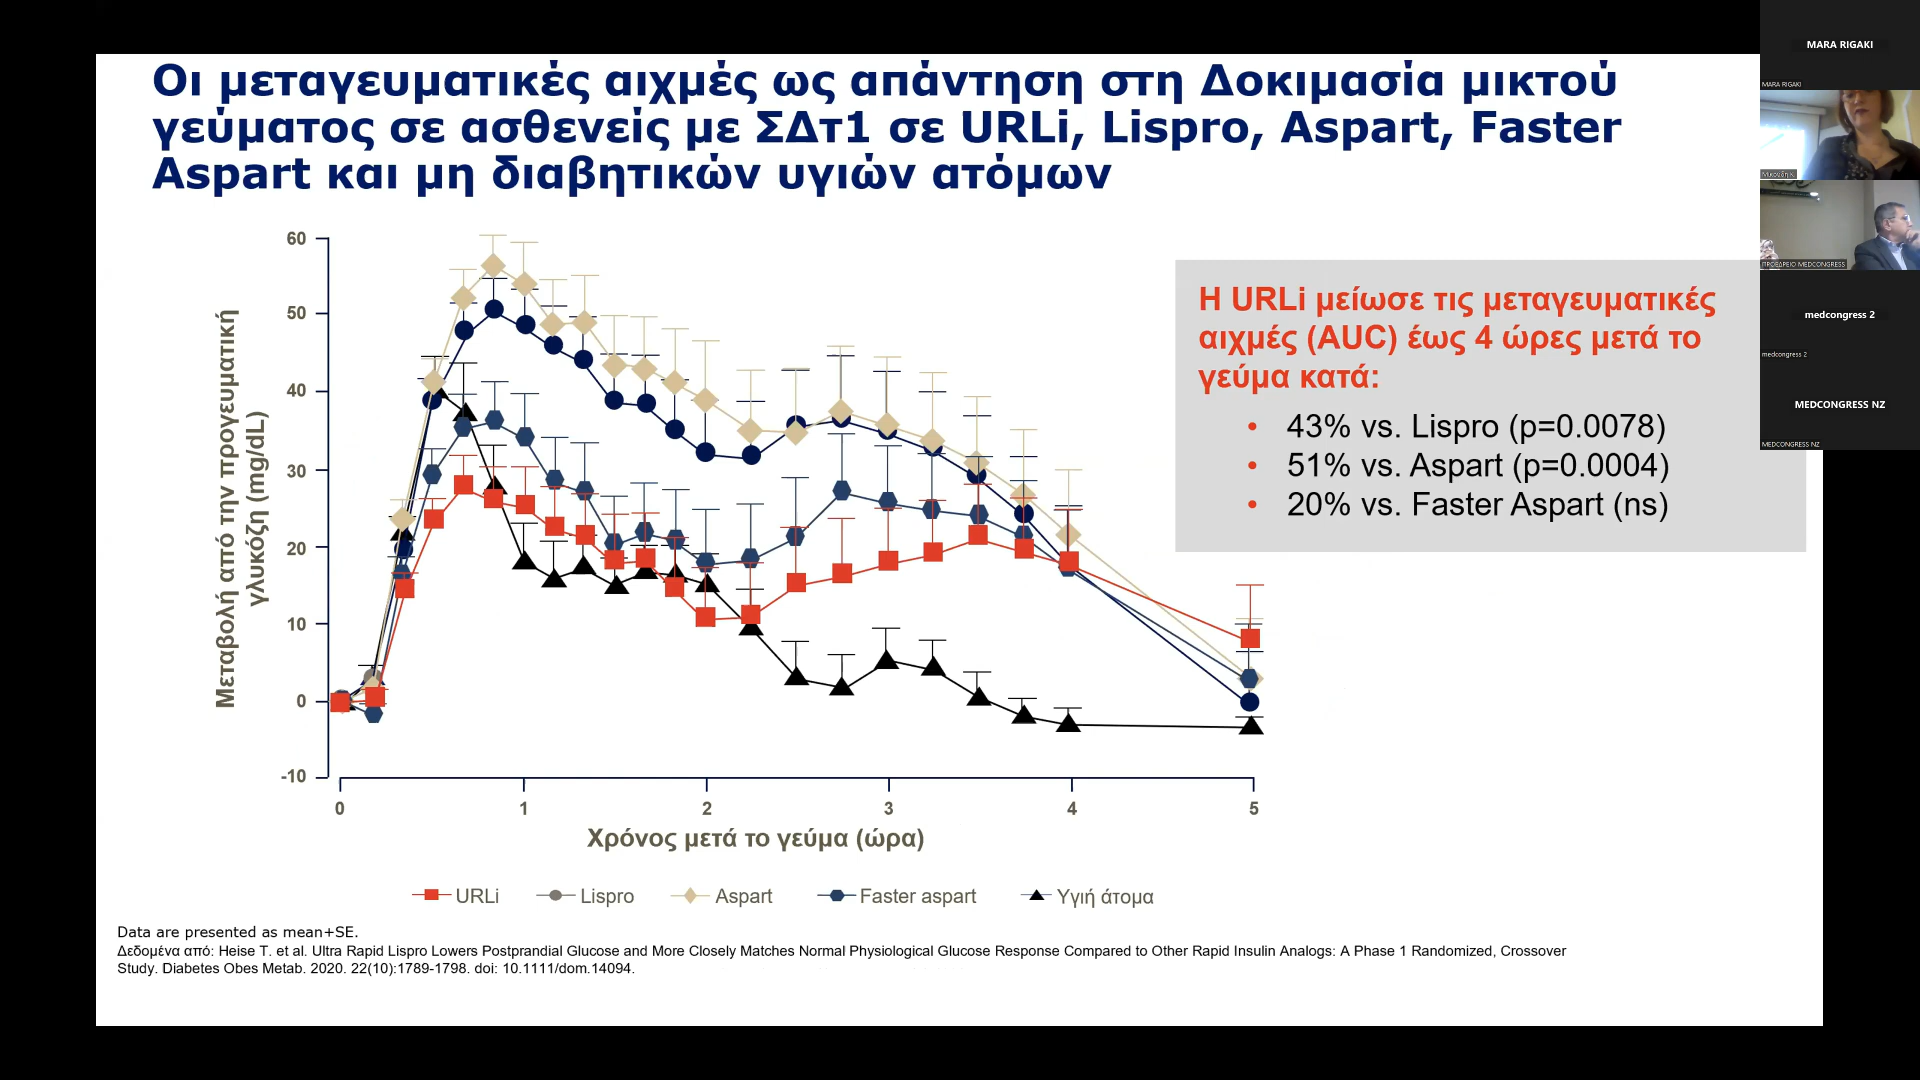 Οι μεταγευματικές αιχμές ως απάντηση στη Δοκιμασία μικτού
γεύματος σε ασθενείς με ΣΔτ1 σε URLi, Lispro, Aspart, Faster
Aspart και μη διαβητικών υγιών ατόμων
Μεταβολή από την προγευματική
γλυκόζη (mg/dL)
60
50
40
30
20
10
0
-10
0 1 2 3 4 5
Χρόνος μετά το γεύμα (ώρα)
URLi Lispro Aspart Faster aspart Υγιή άτομα
Η URLi μείωσε τις μεταγευματικές
αιχμές (AUC) έως 4 ώρες μετά το
γεύμα κατά:
• 43% vs. Lispro (p=0.0078)
• 51% vs. Aspart (p=0.0004)
• 20% vs. Faster Aspart (ns)
Data are presented as mean+SE.
Δεδομένα από: Heise T. et al. Ultra Rapid Lispro Lowers Postprandial Glucose and More Closely Matches Normal Physiological Glucose Response Compared to Other Rapid Insulin Analogs: A Phase 1 Randomized, Crossover
Study. Diabetes Obes Metab. 2020. 22(10):1789-1798. doi: 10.1111/dom.14094.
MARA RIGAKI
MARA RIGAKI
ΠΡΟΕΔΡΕΙΟ MEDCONGRESS
medcongress 2
medcongress 2
MEDCONGRESS NZ
MEDCONGRESS NZ